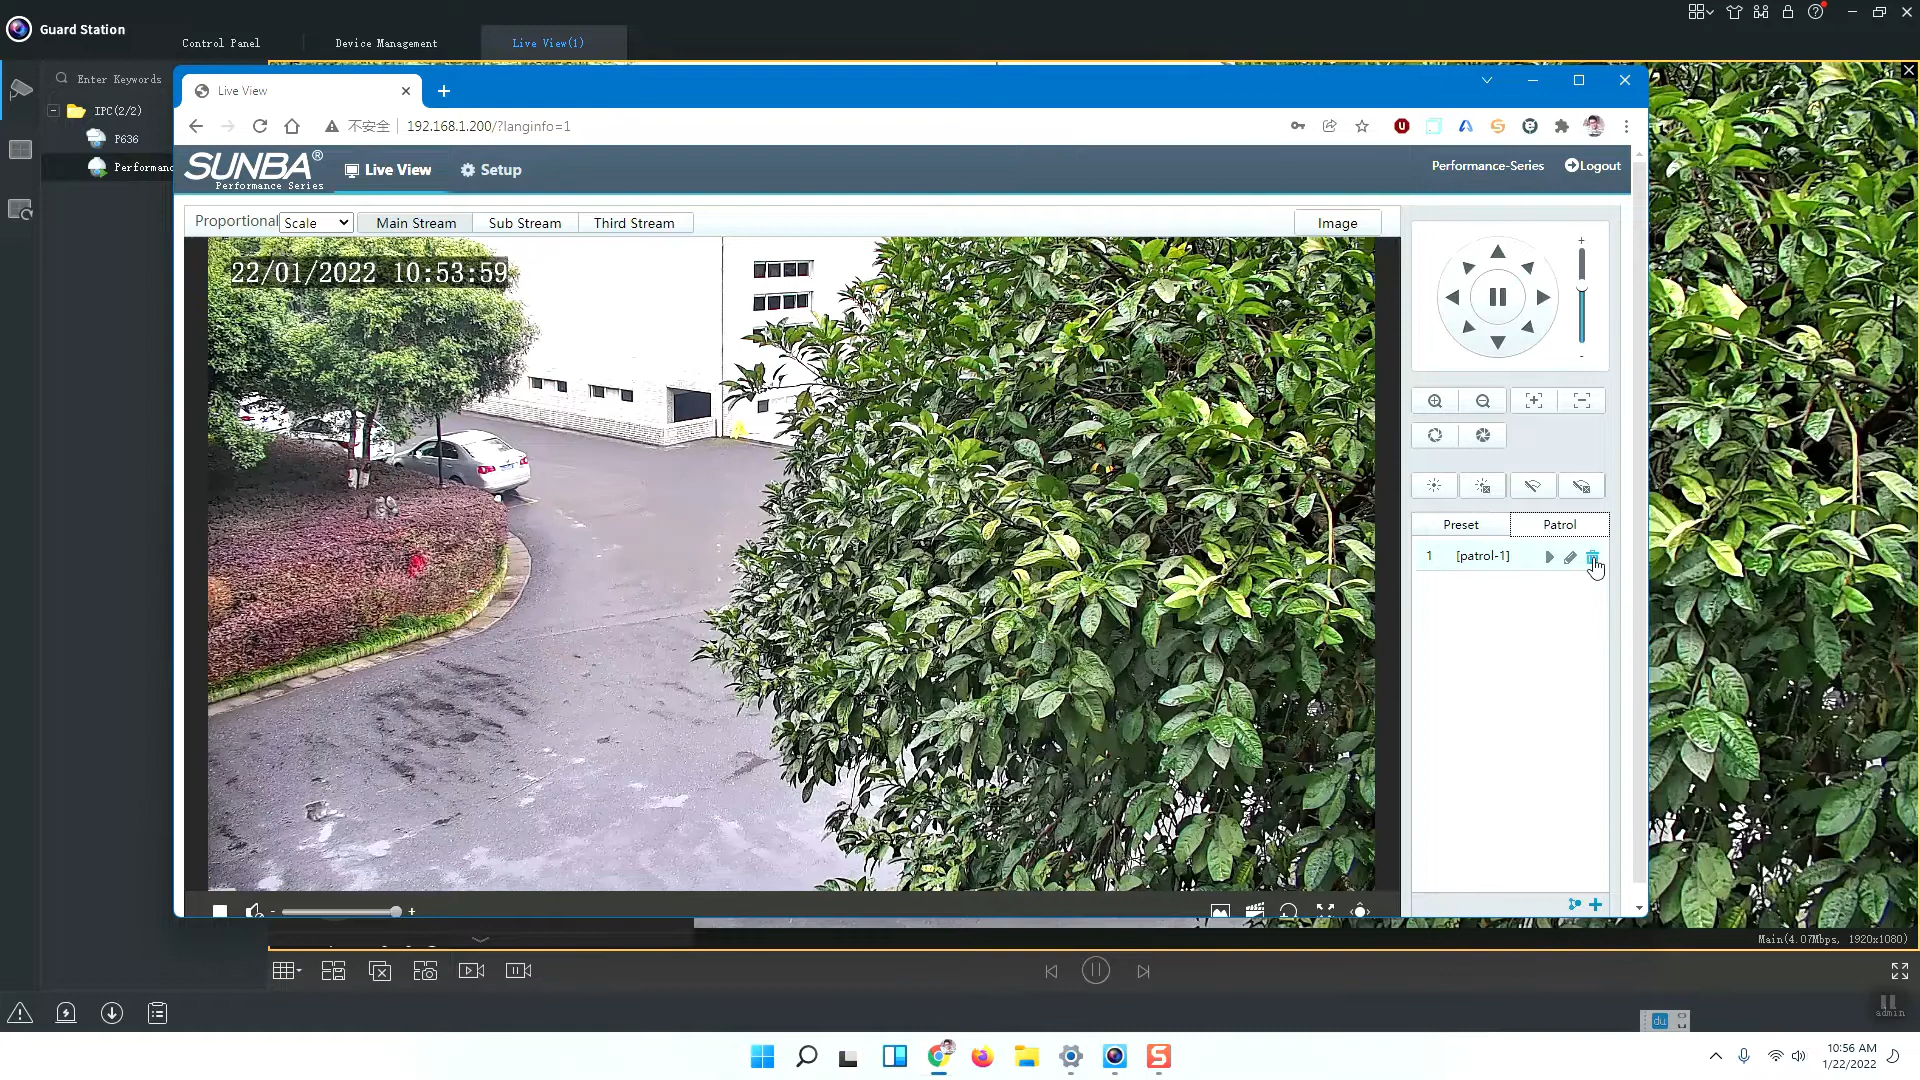 Guard Station
Control Panel
Device Management
Live View(1)
Enter Keywords
IPC(2/2)
P636
Live View
不安全
192.168.1.200/?langinfo=1
SUNBA®
Performance Series
Live View
Setup
Performance-Series
Logout
Proportional
Scale
Main Stream
Sub Stream
Third Stream
Image
22/01/2022 10:53:59
Preset
Patrol
1 [patrol-1]
Main(4.07Mbps, 1920x1080)
admin
du
10:56 AM
1/22/2022